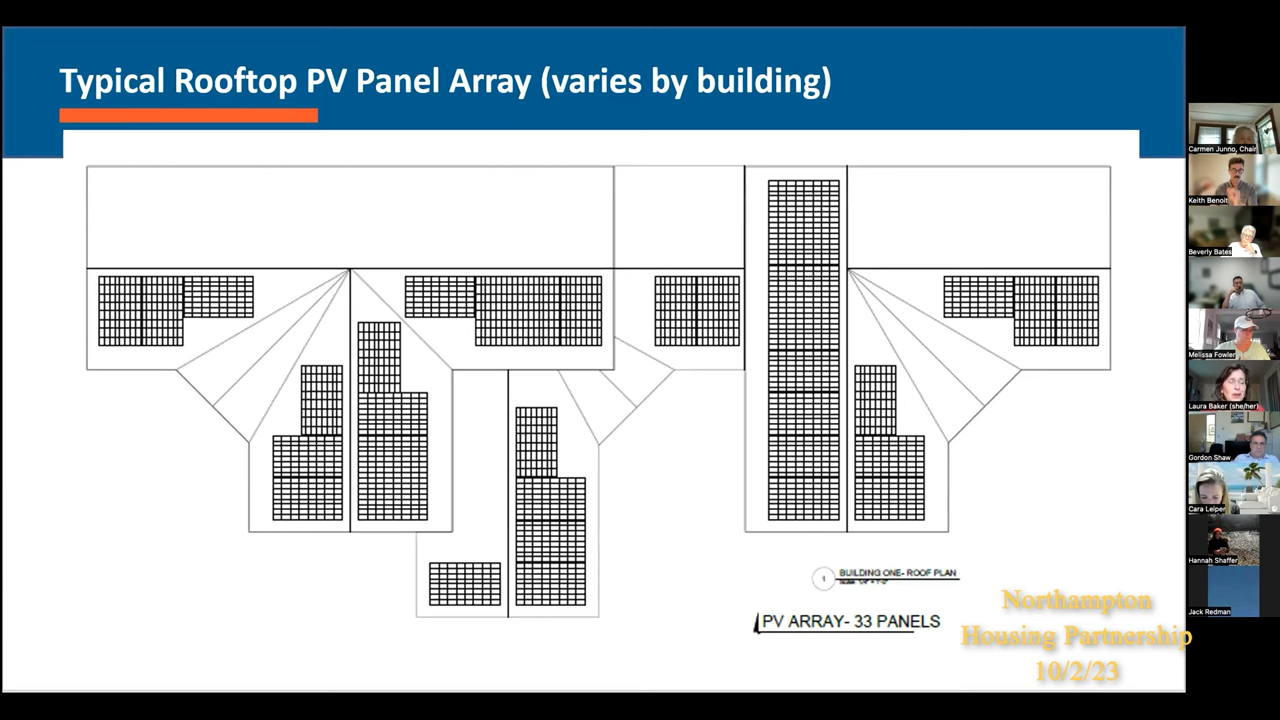 Typical Rooftop PV Panel Array (varies by building)
Carmen Junno, Chair
Keith Benoit
Beverly Bates
Melissa Fowler
Laura Baker (she/her)
Gordon Shaw
Cara Leiper
Hannah Shaffer
Jack Redman
1
BUILDING ONE- ROOF PLAN
PV ARRAY- 33 PANELS
Northampton
Housing Partnership
10/2/23